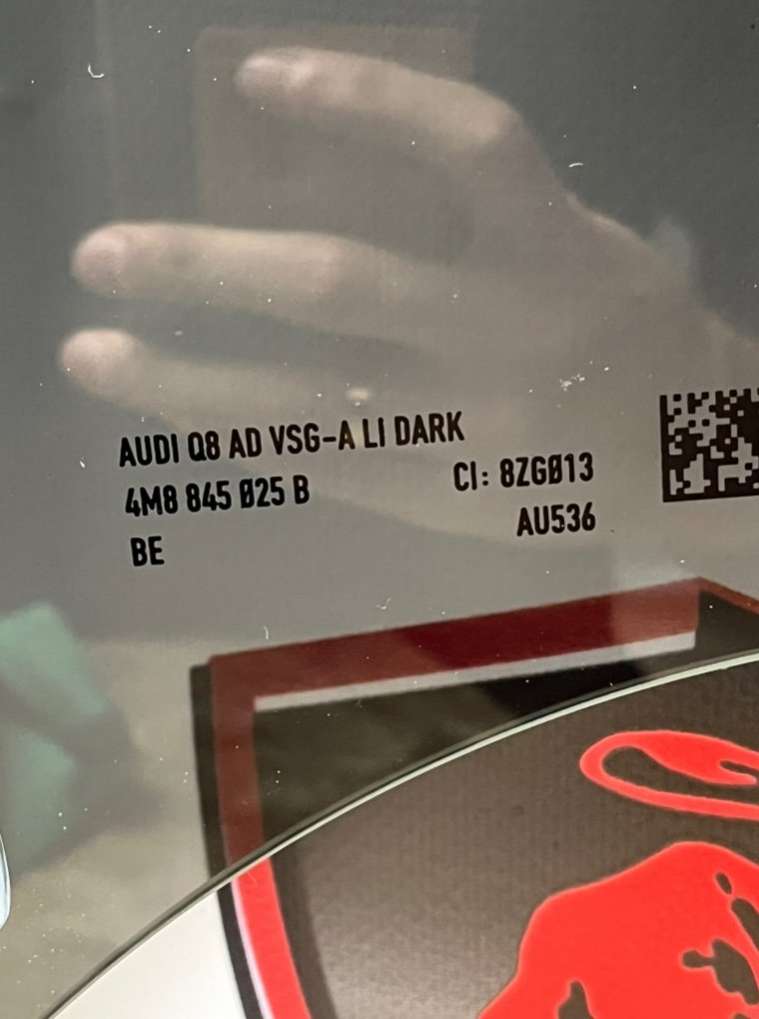 AUDI Q8 AD VSG-A LI DARK
4M8 845 025 B
CI: 8ZG013
BE
AU536